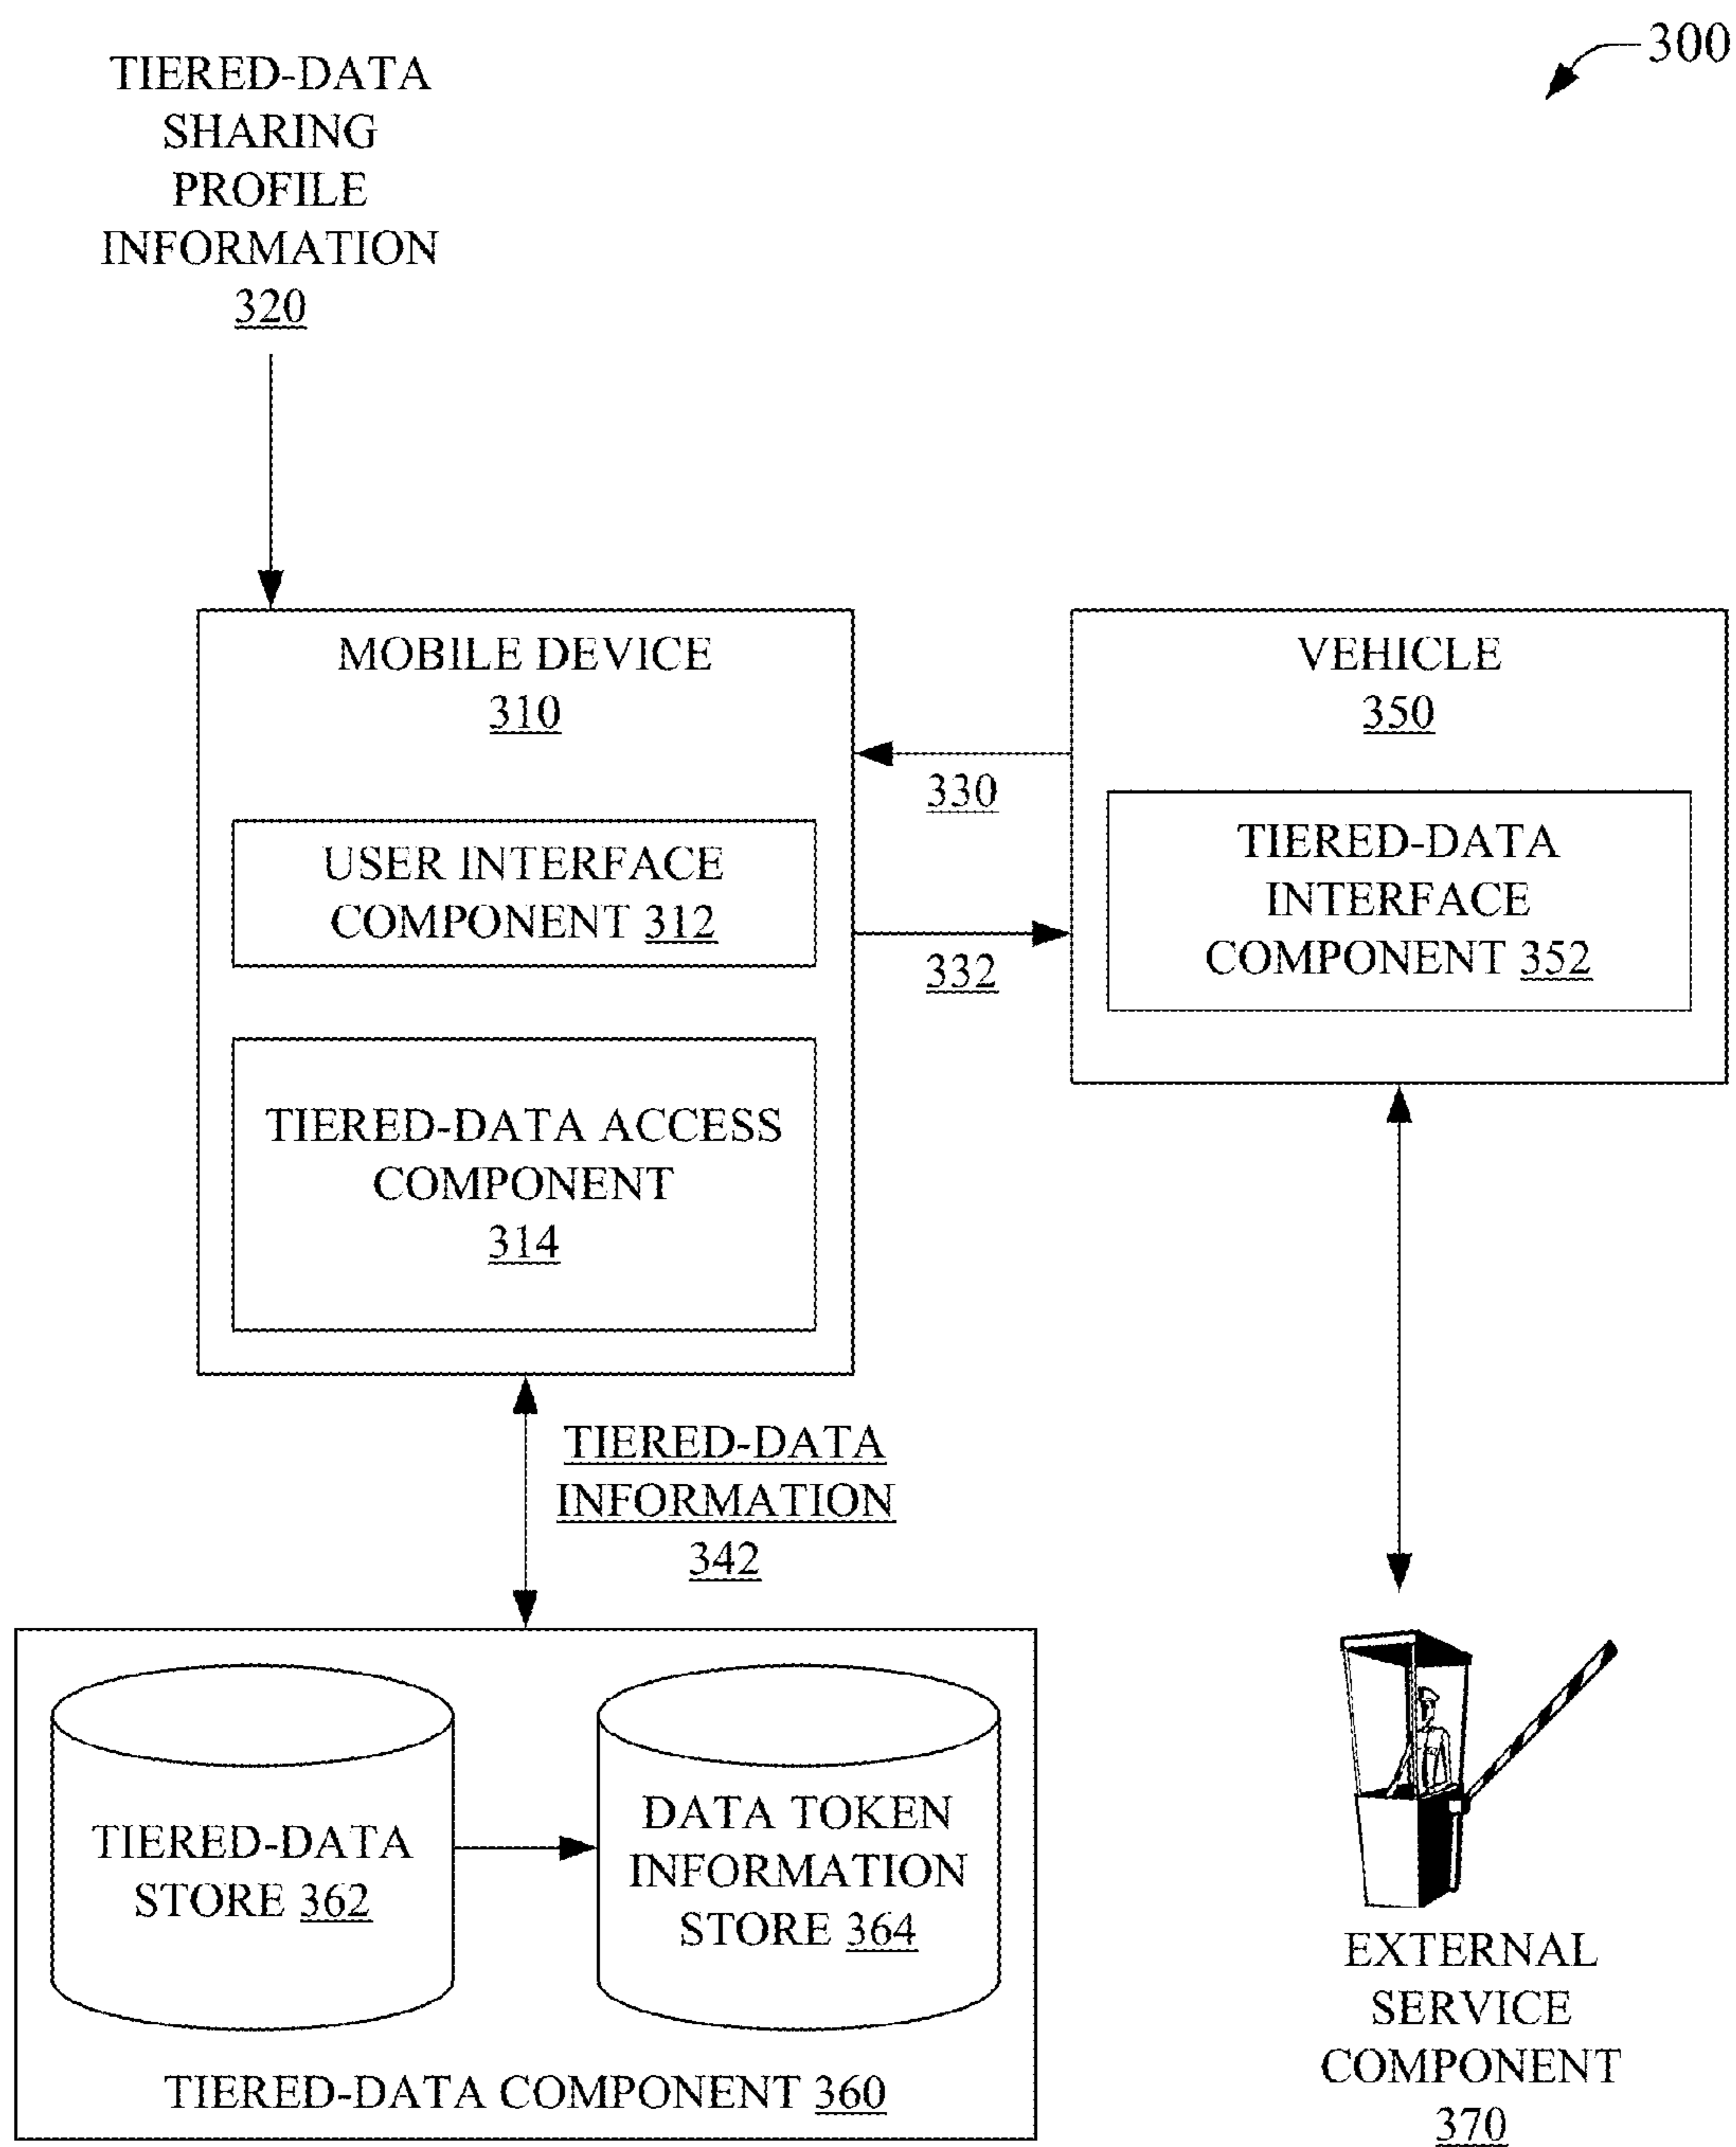 300
TIERED-DATA
SHARING
PROFILE
INFORMATION
320
MOBILE DEVICE
310
USER INTERFACE
COMPONENT 312
TIERED-DATA ACCESS
COMPONENT
314
330
332
VEHICLE
350
TIERED-DATA
INTERFACE
COMPONENT 352
TIERED-DATA
INFORMATION
342
TIERED-DATA
STORE 362
DATA TOKEN
INFORMATION
STORE 364
TIERED-DATA COMPONENT 360
EXTERNAL
SERVICE
COMPONENT
370